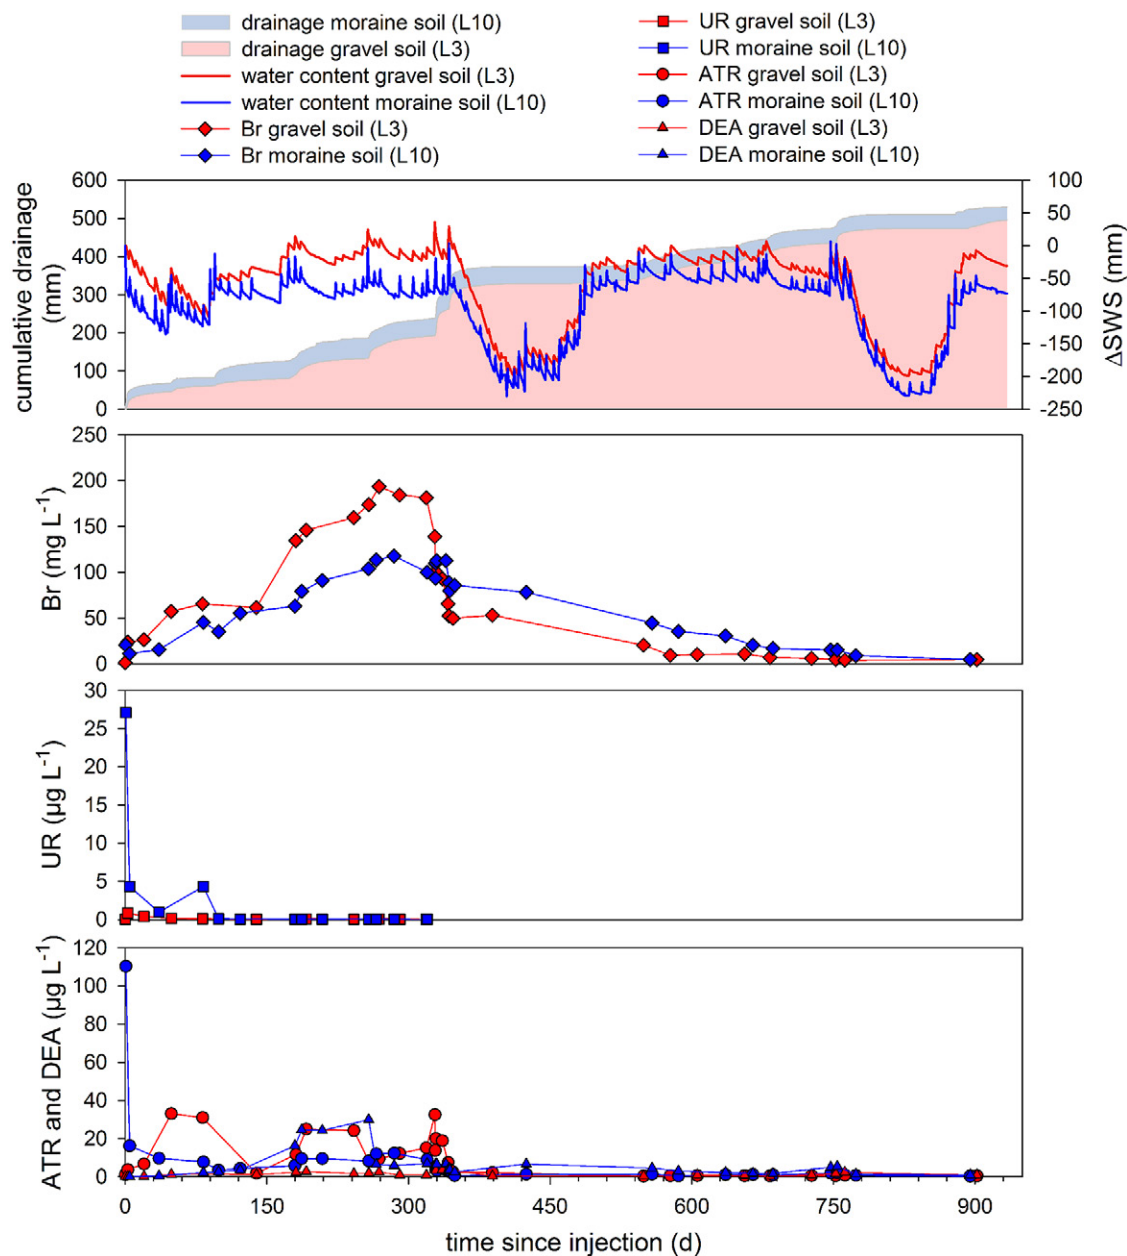 drainage moraine soil (L10)
drainage gravel soil (L3)
water content gravel soil (L3)
water content moraine soil (L10)
Br gravel soil (L3)
Br moraine soil (L10)
UR gravel soil (L3)
UR moraine soil (L10)
ATR gravel soil (L3)
ATR moraine soil (L10)
DEA gravel soil (L3)
DEA moraine soil (L10)
cumulative drainage
(mm)
600
500
400
300
200
100
0
100
50
0
-50
-100
-150
-200
-250
ΔSWS (mm)
Br (mg L⁻¹)
250
200
150
100
50
0
UR (µg L⁻¹)
30
25
20
15
10
5
0
ATR and DEA (µg L⁻¹)
120
100
80
60
40
20
0
0 150 300 450 600 750 900
time since injection (d)